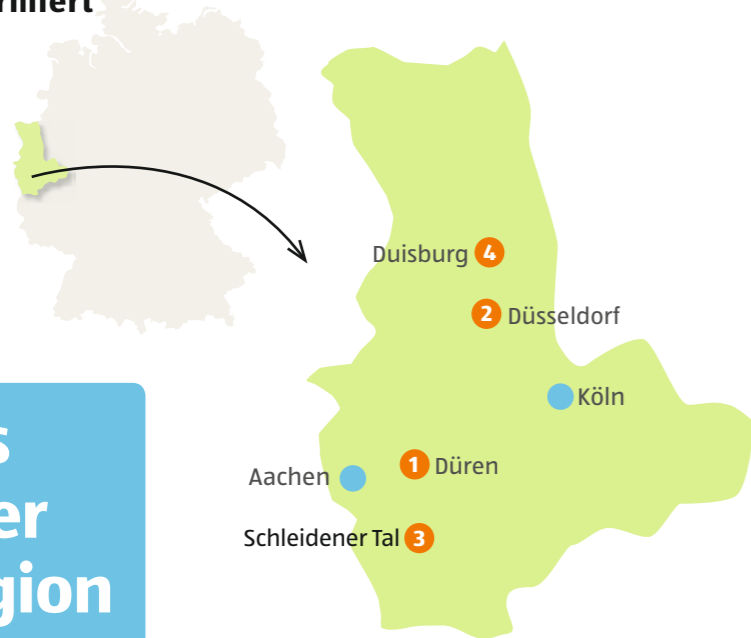 Duisburg 4
2 Düsseldorf
Köln
1 Düren
Aachen
Schleidener Tal 3